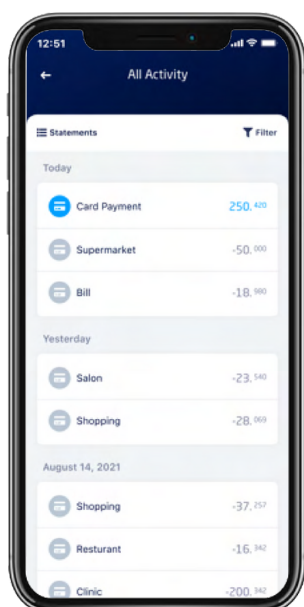 12:51
All Activity
Statements
Filter
Today
Card Payment 250.420
Supermarket -50.000
Bill -18.980
Yesterday
Salon -23.540
Shopping -28.069
August 14, 2021
Shopping -37.257
Resturant -16.342
Clinic -200.342